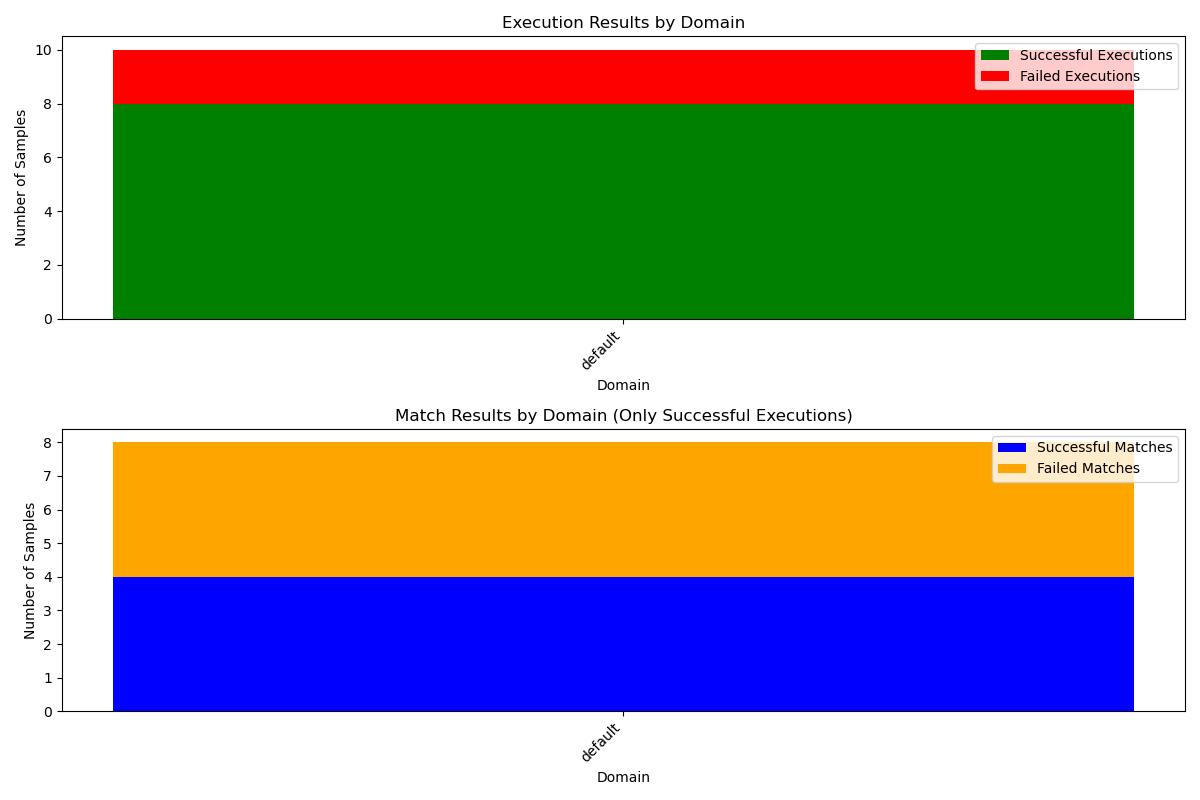 Execution Results by Domain
Successful Executions
Failed Executions
Number of Samples
10
8
6
4
2
0
default
Domain
Match Results by Domain (Only Successful Executions)
Successful Matches
Failed Matches
Number of Samples
8
7
6
5
4
3
2
1
0
default
Domain